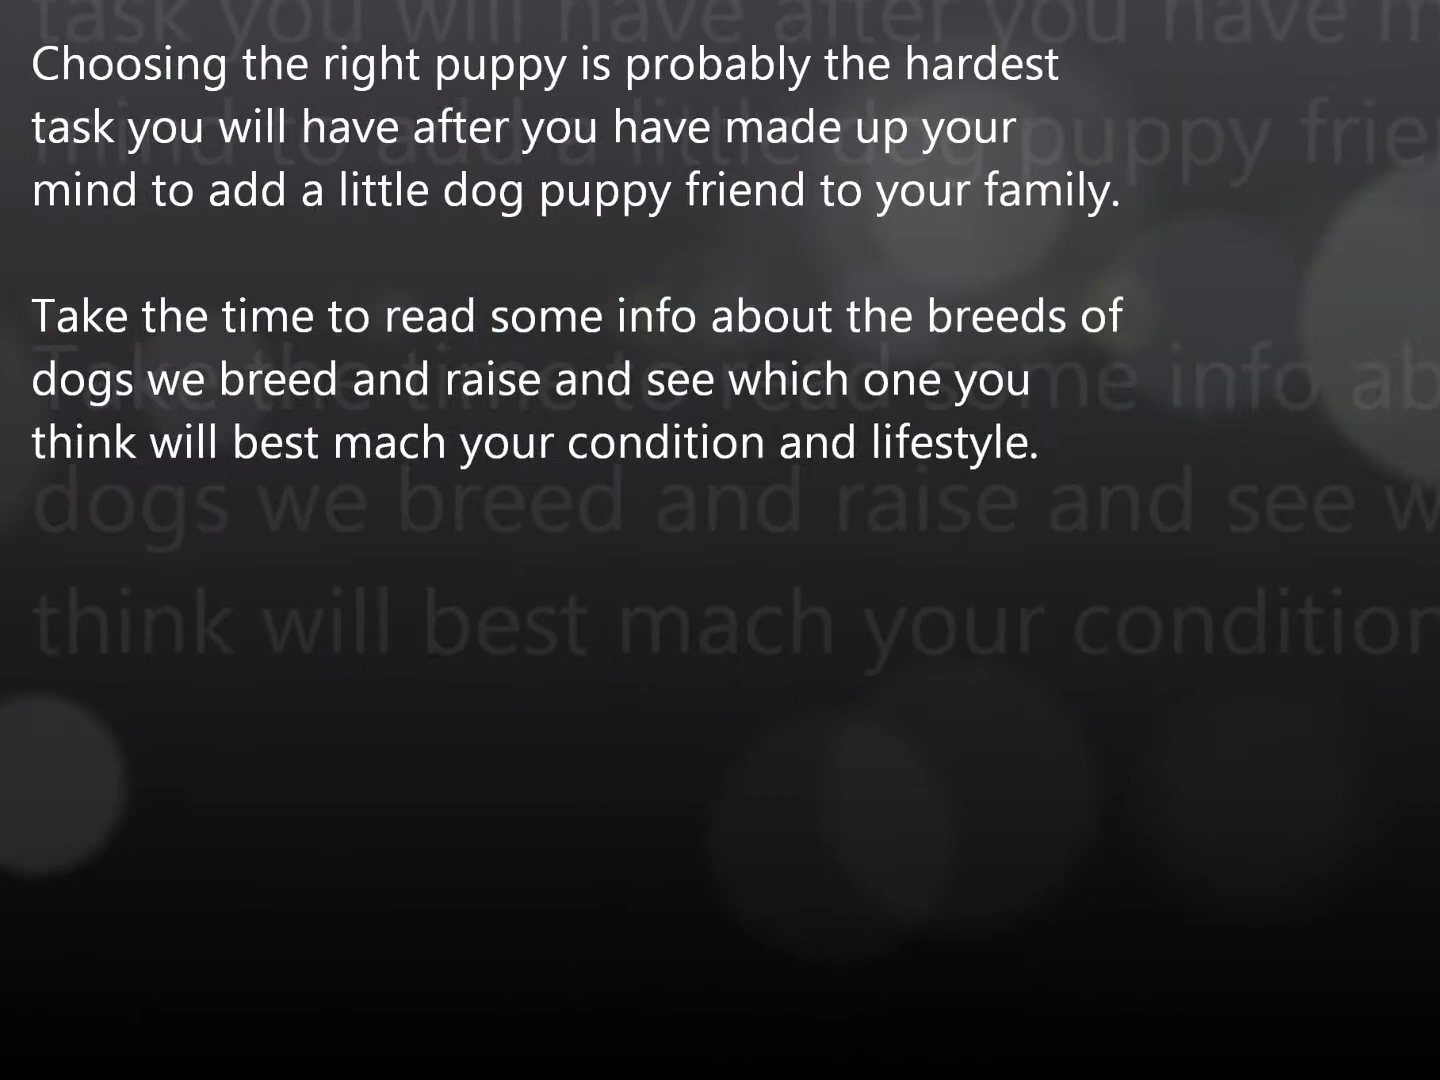 Choosing the right puppy is probably the hardest
task you will have after you have made up your
mind to add a little dog puppy friend to your family.
Take the time to read some info about the breeds of
dogs we breed and raise and see which one you
think will best mach your condition and lifestyle.